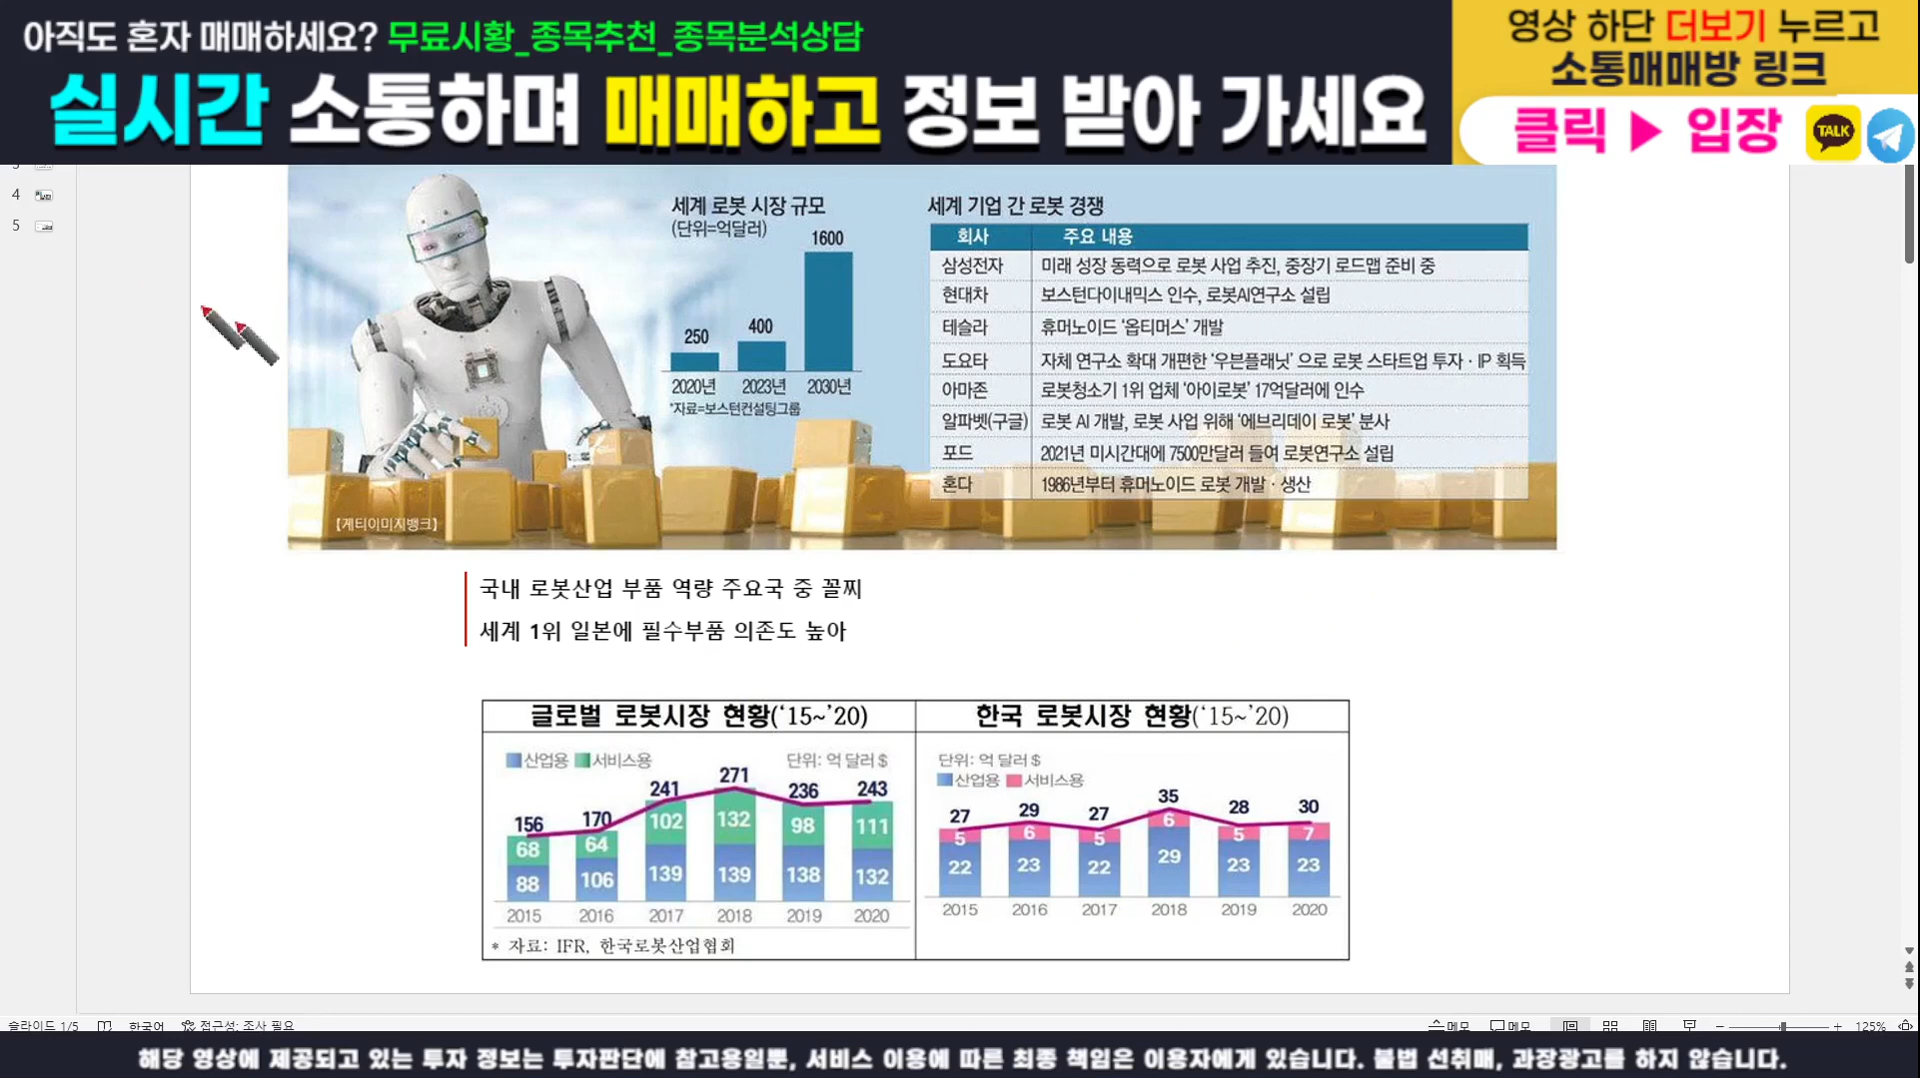 아직도 혼자 매매하세요? 무료시황_종목추천_종목분석상담
실시간 소통하며 매매하고 정보 받아 가세요
영상 하단 더보기 누르고
소통매매방 링크
클릭 ▶ 입장
TALK
4
5
세계 로봇 시장 규모
(단위=억달러)
1600
400
250
2020년 2023년 2030년
*자료=보스턴컨설팅그룹
【게티이미지뱅크】
세계 기업 간 로봇 경쟁
회사 주요 내용
삼성전자 미래 성장 동력으로 로봇 사업 추진, 중장기 로드맵 준비 중
현대차 보스턴다이내믹스 인수, 로봇AI연구소 설립
테슬라 휴머노이드 ‘옵티머스’ 개발
도요타 자체 연구소 확대 개편한 ‘우븐플래닛’ 으로 로봇 스타트업 투자 · IP 획득
아마존 로봇청소기 1위 업체 ‘아이로봇’ 17억달러에 인수
알파벳(구글) 로봇 AI 개발, 로봇 사업 위해 ‘에브리데이 로봇’ 분사
포드 2021년 미시간대에 7500만달러 들여 로봇연구소 설립
혼다 1986년부터 휴머노이드 로봇 개발 · 생산
국내 로봇산업 부품 역량 주요국 중 꼴찌
세계 1위 일본에 필수부품 의존도 높아
글로벌 로봇시장 현황(‘15~’20)
산업용 서비스용 단위: 억 달러 $
156 170 241 271 236 243
68 64 102 132 98 111
88 106 139 139 138 132
2015 2016 2017 2018 2019 2020
* 자료: IFR, 한국로봇산업협회
한국 로봇시장 현황(‘15~’20)
단위: 억 달러 $
산업용 서비스용
27 29 27 35 28 30
5 6 5 6 5 7
22 23 22 29 23 23
2015 2016 2017 2018 2019 2020
슬라이드 1/5 한국어 접근성: 조사 필요 메모 메모 125%
해당 영상에 제공되고 있는 투자 정보는 투자판단에 참고용일뿐, 서비스 이용에 따른 최종 책임은 이용자에게 있습니다. 불법 선취매, 과장광고를 하지 않습니다.